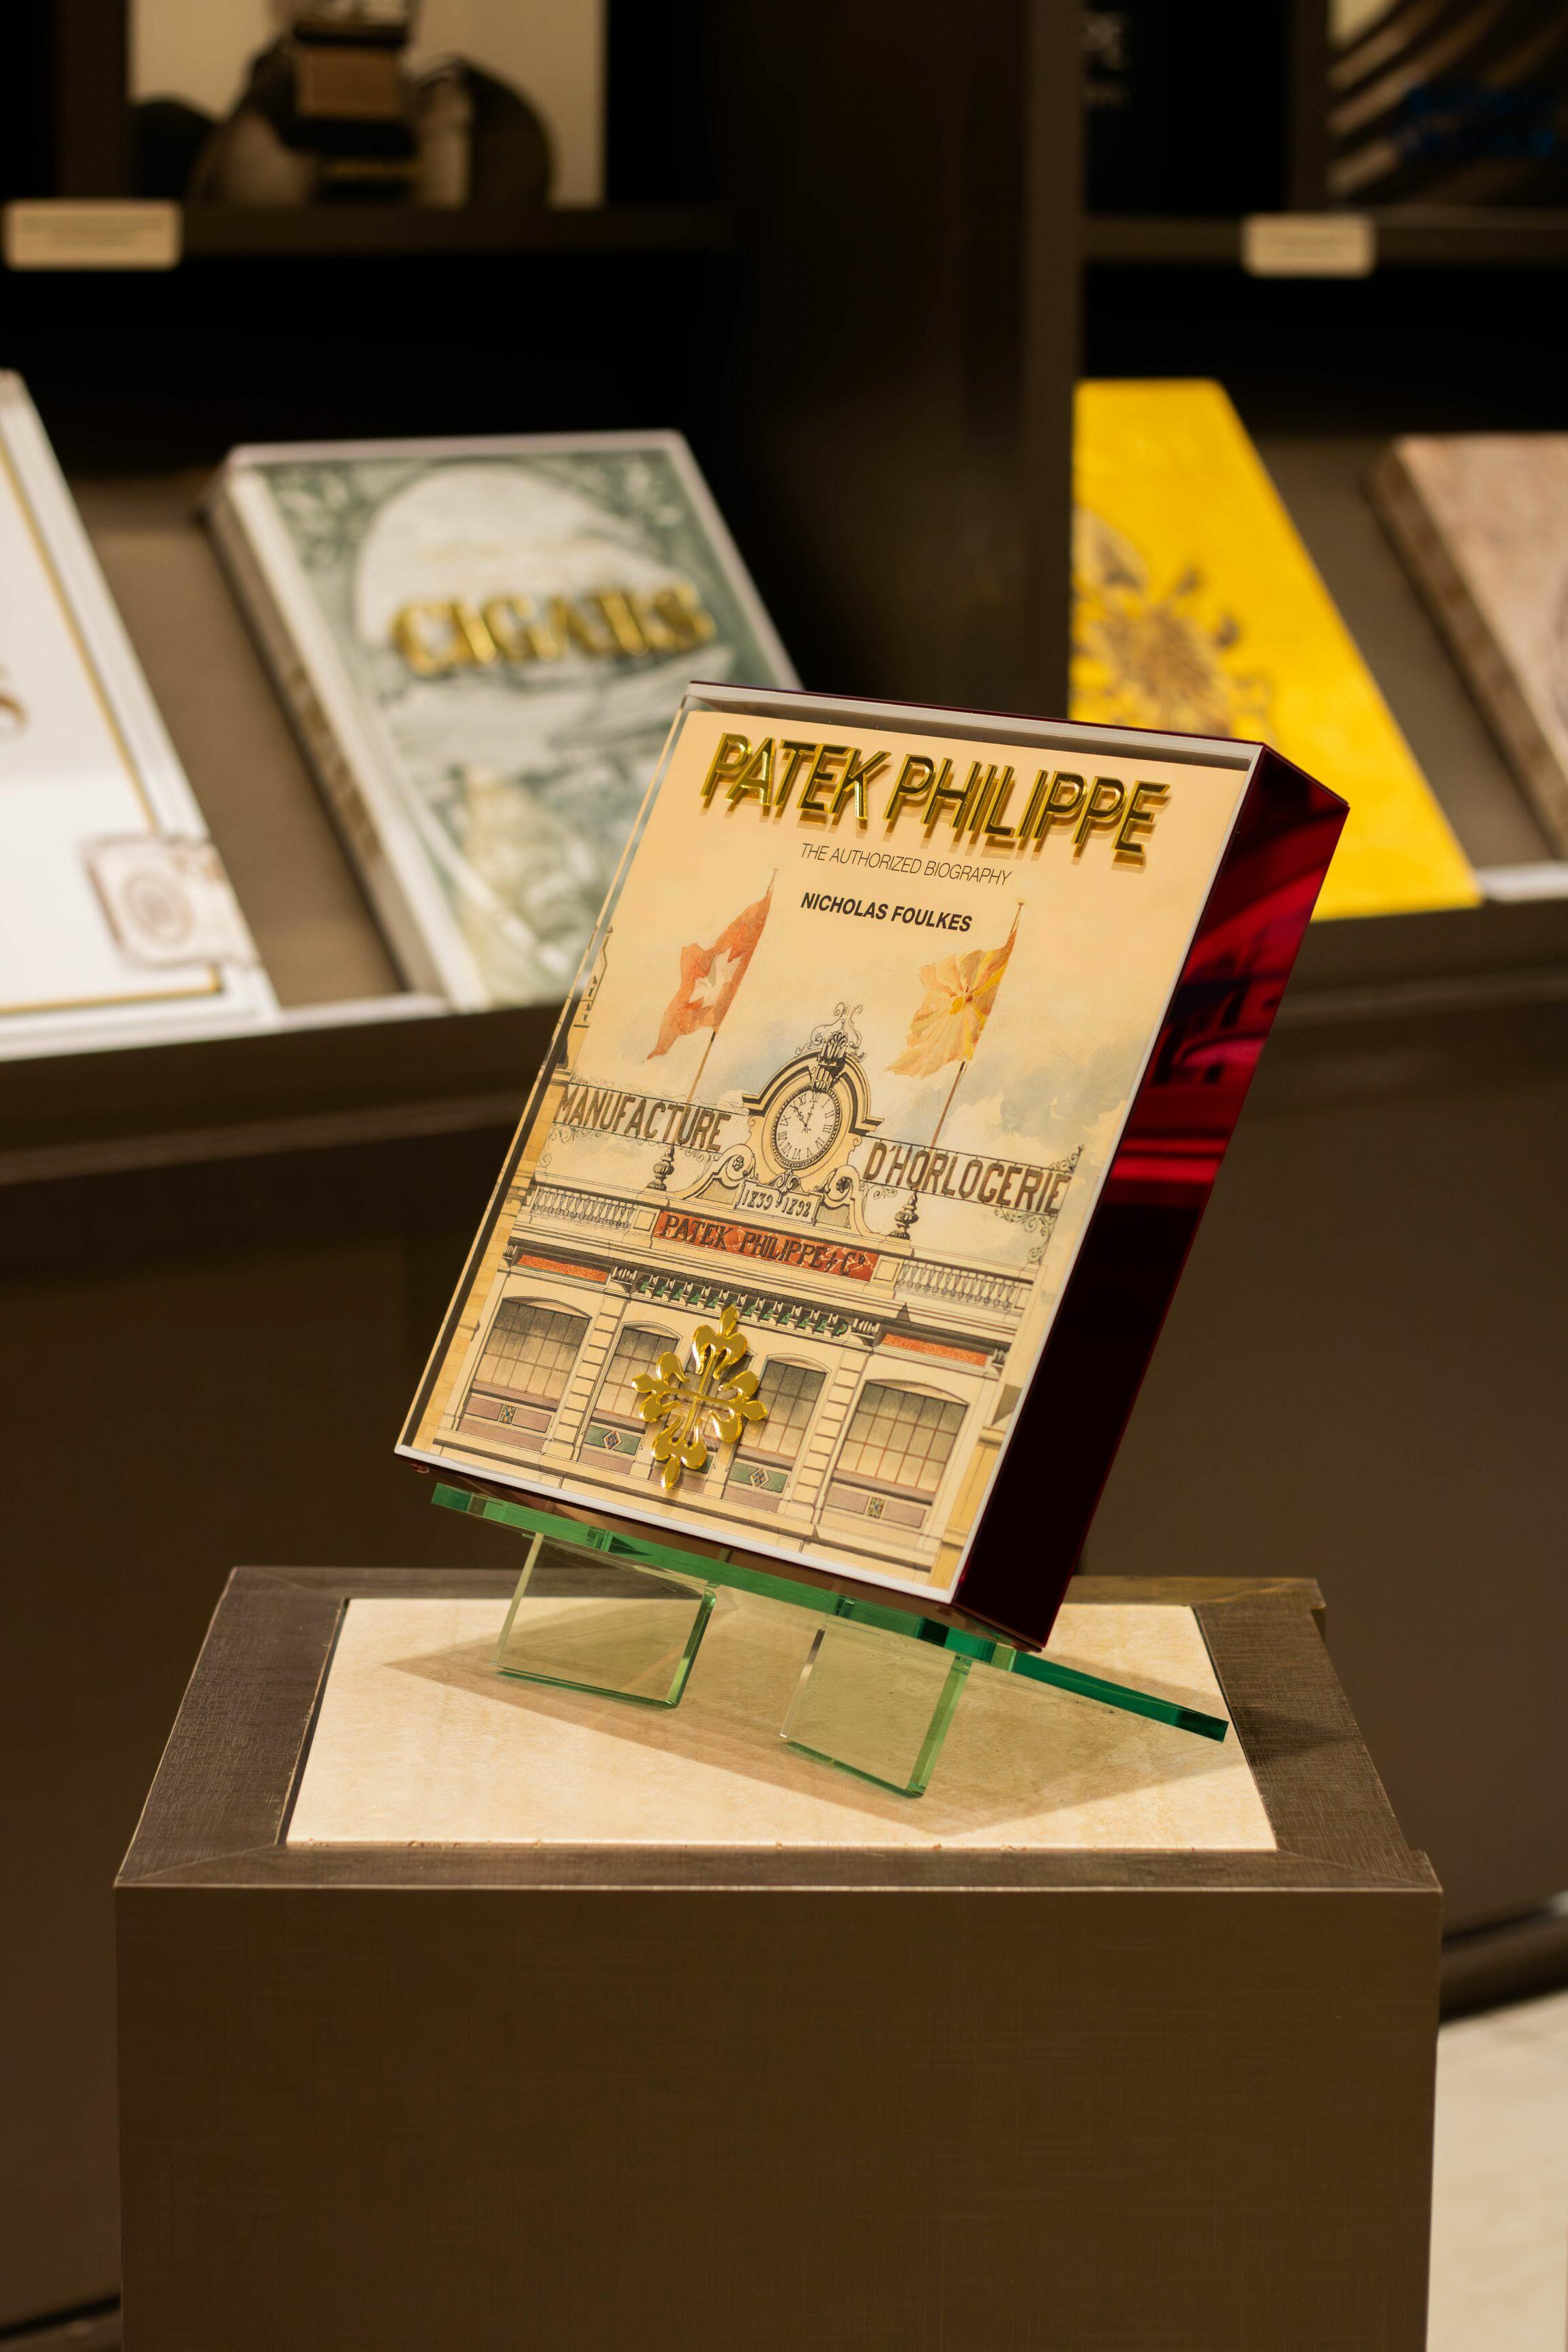 CIGARS
PATEK PHILIPPE
THE AUTHORIZED BIOGRAPHY
NICHOLAS FOULKES
MANUFACTURE D'HORLOGERIE
1839 1892
PATEK PHILIPPE & Co